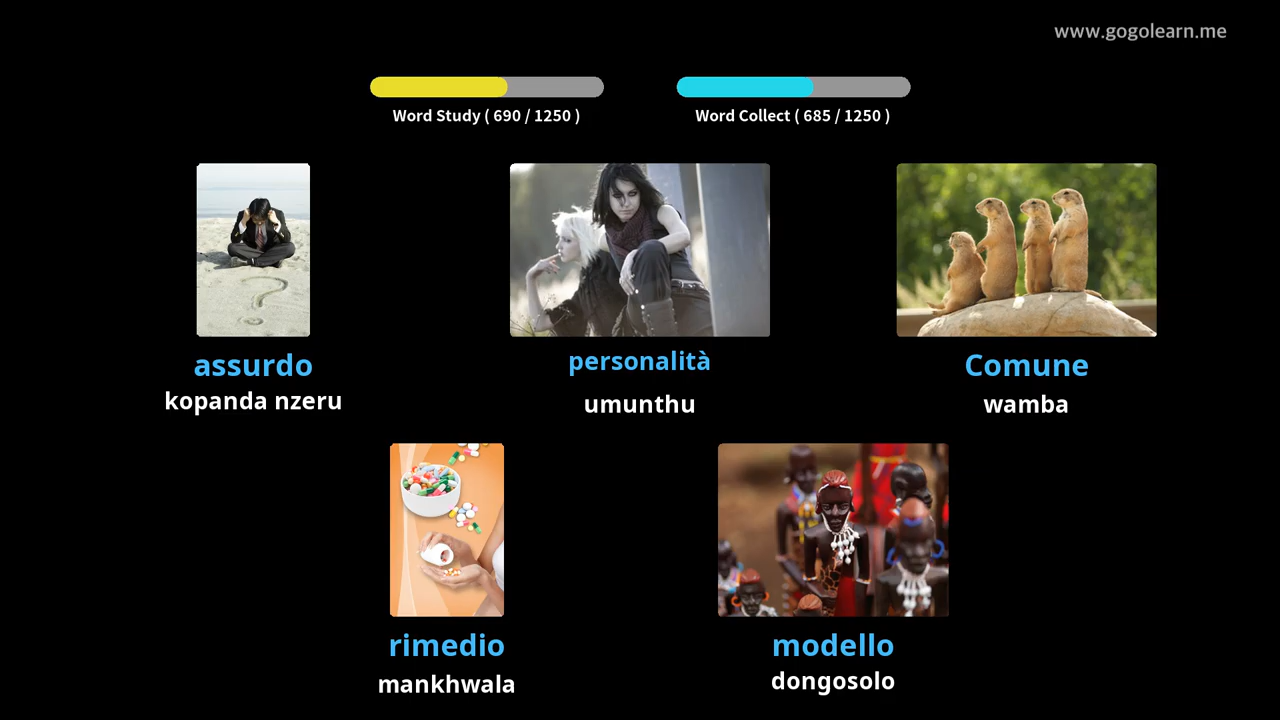 www.gogolearn.me
Word Study ( 690 / 1250 )
Word Collect ( 685 / 1250 )
assurdo
kopanda nzeru
personalità
umunthu
Comune
wamba
rimedio
mankhwala
modello
dongosolo